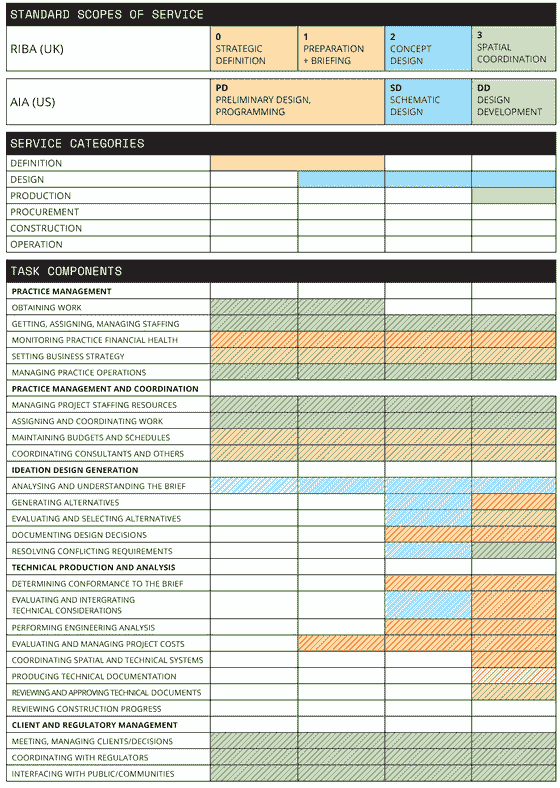 STANDARD SCOPES OF SERVICE
RIBA (UK)
0
STRATEGIC
DEFINITION
1
PREPARATION
+ BRIEFING
2
CONCEPT
DESIGN
3
SPATIAL
COORDINATION
AIA (US)
PD
PRELIMINARY DESIGN,
PROGRAMMING
SD
SCHEMATIC
DESIGN
DD
DESIGN
DEVELOPMENT
SERVICE CATEGORIES
DEFINITION
DESIGN
PRODUCTION
PROCUREMENT
CONSTRUCTION
OPERATION
TASK COMPONENTS
PRACTICE MANAGEMENT
OBTAINING WORK
GETTING, ASSIGNING, MANAGING STAFFING
MONITORING PRACTICE FINANCIAL HEALTH
SETTING BUSINESS STRATEGY
MANAGING PRACTICE OPERATIONS
PRACTICE MANAGEMENT AND COORDINATION
MANAGING PROJECT STAFFING RESOURCES
ASSIGNING AND COORDINATING WORK
MAINTAINING BUDGETS AND SCHEDULES
COORDINATING CONSULTANTS AND OTHERS
IDEATION DESIGN GENERATION
ANALYSING AND UNDERSTANDING THE BRIEF
GENERATING ALTERNATIVES
EVALUATING AND SELECTING ALTERNATIVES
DOCUMENTING DESIGN DECISIONS
RESOLVING CONFLICTING REQUIREMENTS
TECHNICAL PRODUCTION AND ANALYSIS
DETERMINING CONFORMANCE TO THE BRIEF
EVALUATING AND INTERGRATING
TECHNICAL CONSIDERATIONS
PERFORMING ENGINEERING ANALYSIS
EVALUATING AND MANAGING PROJECT COSTS
COORDINATING SPATIAL AND TECHNICAL SYSTEMS
PRODUCING TECHNICAL DOCUMENTATION
REVIEWING AND APPROVING TECHNICAL DOCUMENTS
REVIEWING CONSTRUCTION PROGRESS
CLIENT AND REGULATORY MANAGEMENT
MEETING, MANAGING CLIENTS/DECISIONS
COORDINATING WITH REGULATORS
INTERFACING WITH PUBLIC/COMMUNITIES